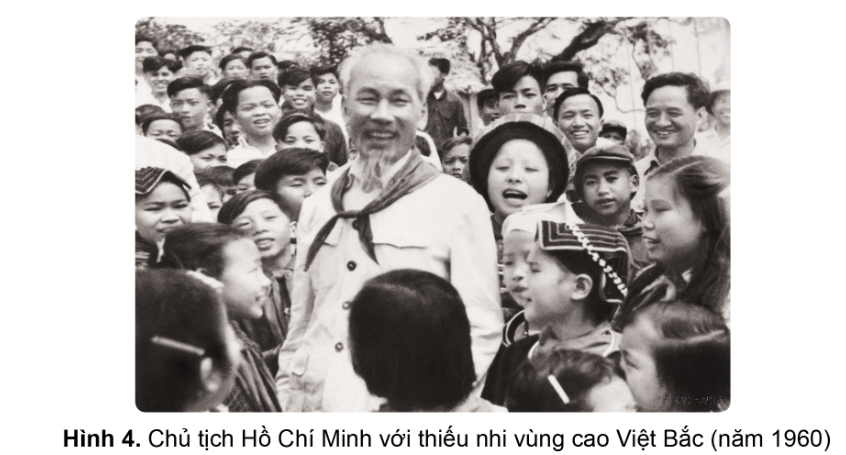 Hình 4. Chủ tịch Hồ Chí Minh với thiếu nhi vùng cao Việt Bắc (năm 1960)